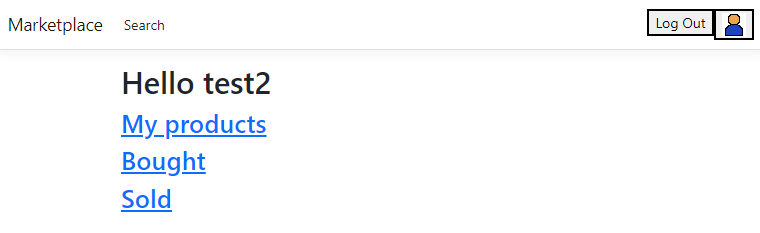 Marketplace Search Log Out
Hello test2
My products
Bought
Sold